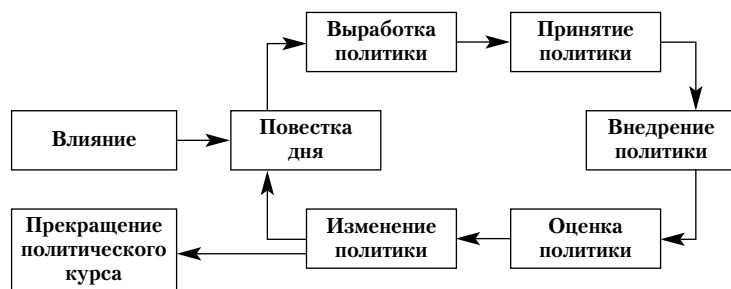 Выработка
политики
Принятие
политики
Влияние
Повестка
дня
Внедрение
политики
Прекращение
политического
курса
Изменение
политики
Оценка
политики